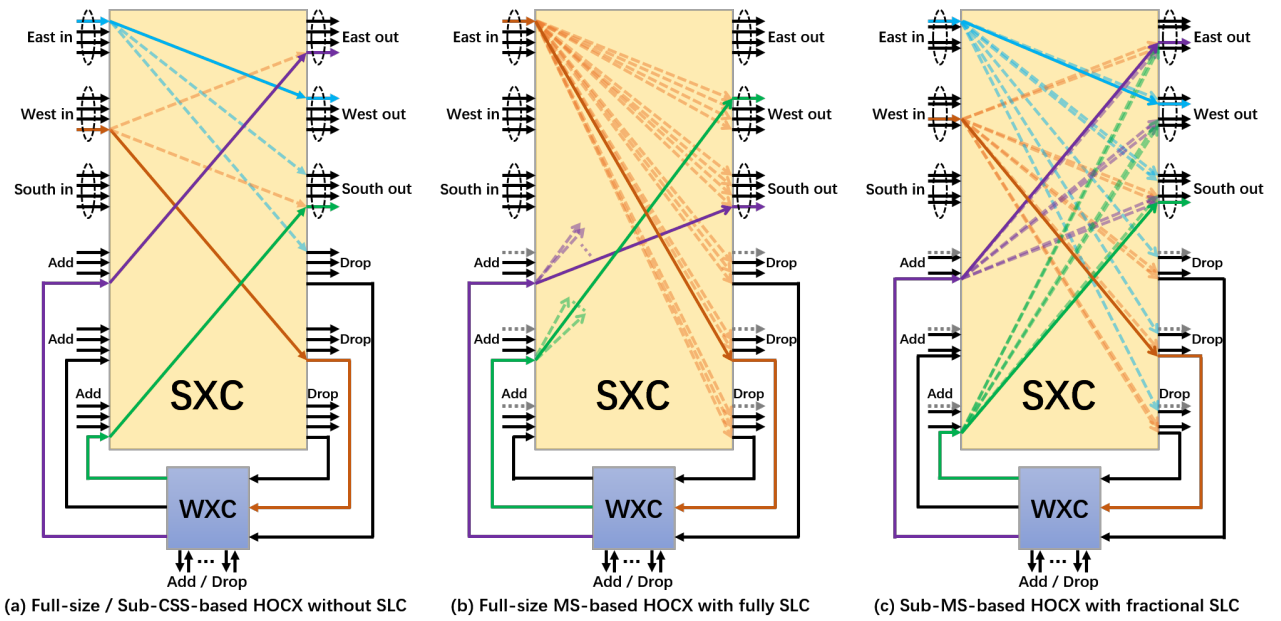 East in
East out
West in
West out
South in
South out
Add
Drop
Add
Drop
Add
Drop
SXC
WXC
...
Add / Drop
(a) Full-size / Sub-CSS-based HOCX without SLC
East in
East out
West in
West out
South in
South out
Add
Drop
Add
Drop
Add
Drop
SXC
WXC
...
Add / Drop
(b) Full-size MS-based HOCX with fully SLC
East in
East out
West in
West out
South in
South out
Add
Drop
Add
Drop
Add
Drop
SXC
WXC
...
Add / Drop
(c) Sub-MS-based HOCX with fractional SLC